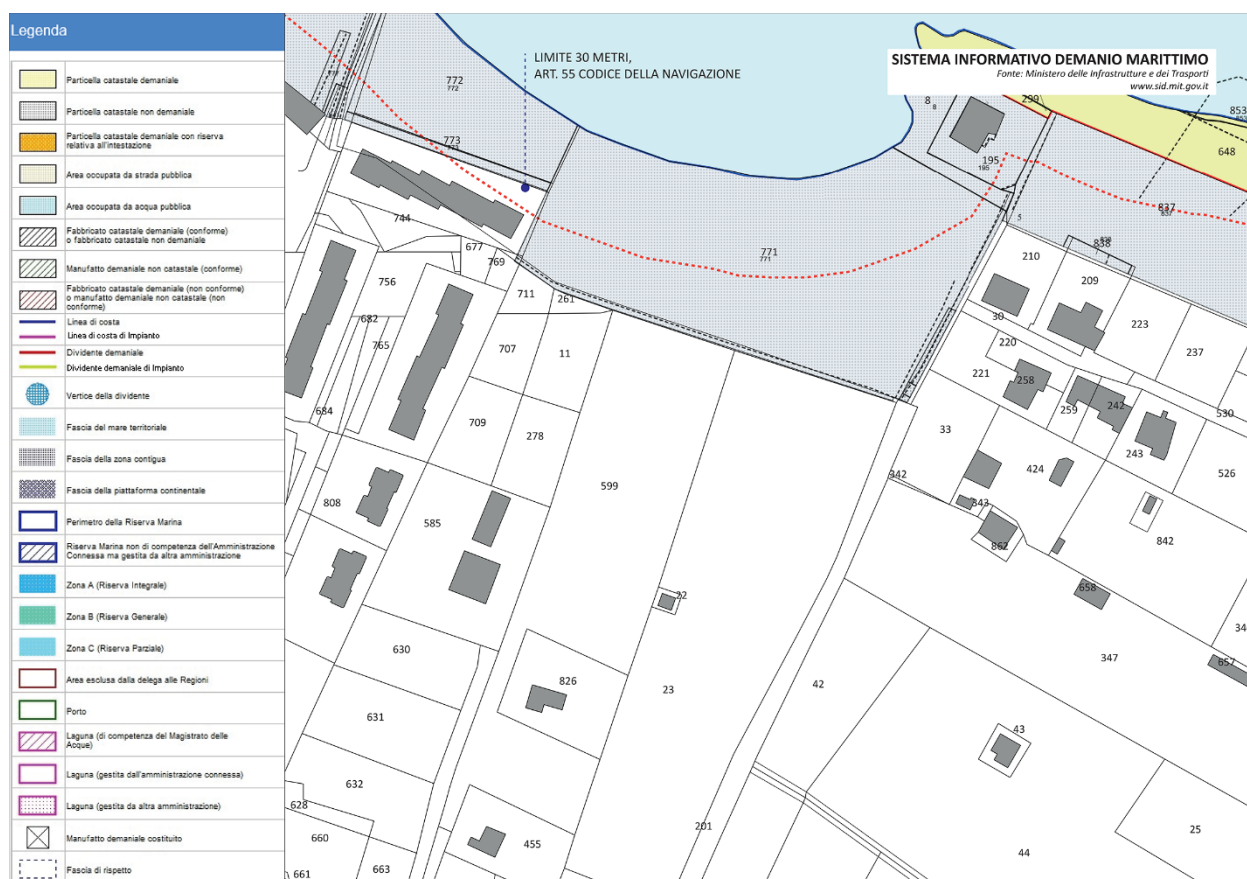 Legenda
Particella catastale demaniale
Particella catastale non demaniale
Particella catastale demaniale con riserva
relativa all'intestazione
Area occupata da strada pubblica
Area occupata da acqua pubblica
Fabbricato catastale demaniale (conforme)
o fabbricato catastale non demaniale
Manufatto demaniale non catastale (conforme)
Fabbricato catastale demaniale (non conforme)
o manufatto demaniale non catastale (non
conforme)
Linea di costa
Linea di costa di Impianto
Dividente demaniale
Dividente demaniale di Impianto
Vertice della dividente
Fascia del mare territoriale
Fascia della zona contigua
Fascia della piattaforma continentale
Perimetro della Riserva Marina
Riserva Marina non di competenza dell'Amministrazione
Connessa ma gestita da altra amministrazione
Zona A (Riserva Integrale)
Zona B (Riserva Generale)
Zona C (Riserva Parziale)
Area esclusa dalla delega alle Regioni
Porto
Laguna (di competenza del Magistrato delle
Acque)
Laguna (gestita dall'amministrazione connessa)
Laguna (gestita da altra amministrazione)
Manufatto demaniale costituito
Fascia di rispetto
LIMITE 30 METRI,
ART. 55 CODICE DELLA NAVIGAZIONE
SISTEMA INFORMATIVO DEMANIO MARITTIMO
Fonte: Ministero delle Infrastrutture e dei Trasporti
www.sid.mit.gov.it
772
772
773
8
8
299
853
648
195
195
837
837
5
838
838
771
771
744
677
769
756
711
261
682
765
707
11
684
709
278
210
209
30
223
220
237
221
258
259
242
530
33
243
526
342
424
343
862
842
808
585
599
22
658
346
347
657
630
826
23
42
631
43
632
628
201
660
455
25
44
661
663